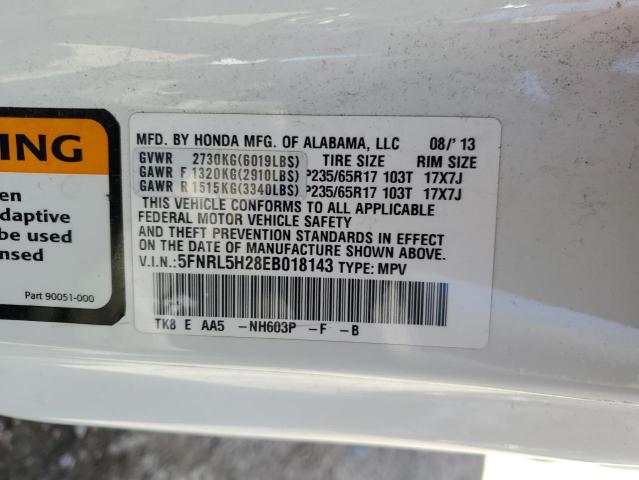 ING
en
daptive
be used
nsed
Part 90051-000
MFD. BY HONDA MFG. OF ALABAMA, LLC 08/'13
GVWR 2730KG(6019LBS) TIRE SIZE RIM SIZE
GAWR F 1320KG(2910LBS) P235/65R17 103T 17X7J
GAWR R 1515KG(3340LBS) P235/65R17 103T 17X7J
THIS VEHICLE CONFORMS TO ALL APPLICABLE
FEDERAL MOTOR VEHICLE SAFETY
AND THEFT PREVENTION STANDARDS IN EFFECT
ON THE DATE OF MANUFACTURE SHOWN ABOVE.
V.I.N.:5FNRL5H28EB018143 TYPE: MPV
TK8 E AA5 -NH603P -F -B